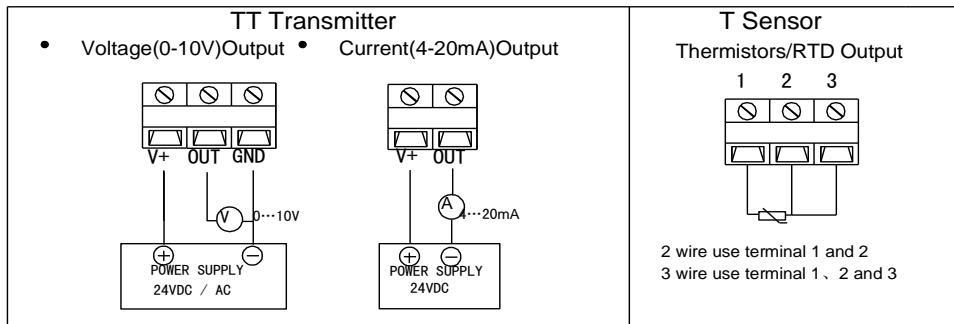 TT Transmitter
• Voltage(0-10V)Output • Current(4-20mA)Output
V+ OUT GND
V 0···10V
POWER SUPPLY
24VDC / AC
V+ OUT
A 4···20mA
POWER SUPPLY
24VDC
T Sensor
Thermistors/RTD Output
1 2 3
2 wire use terminal 1 and 2
3 wire use terminal 1、2 and 3